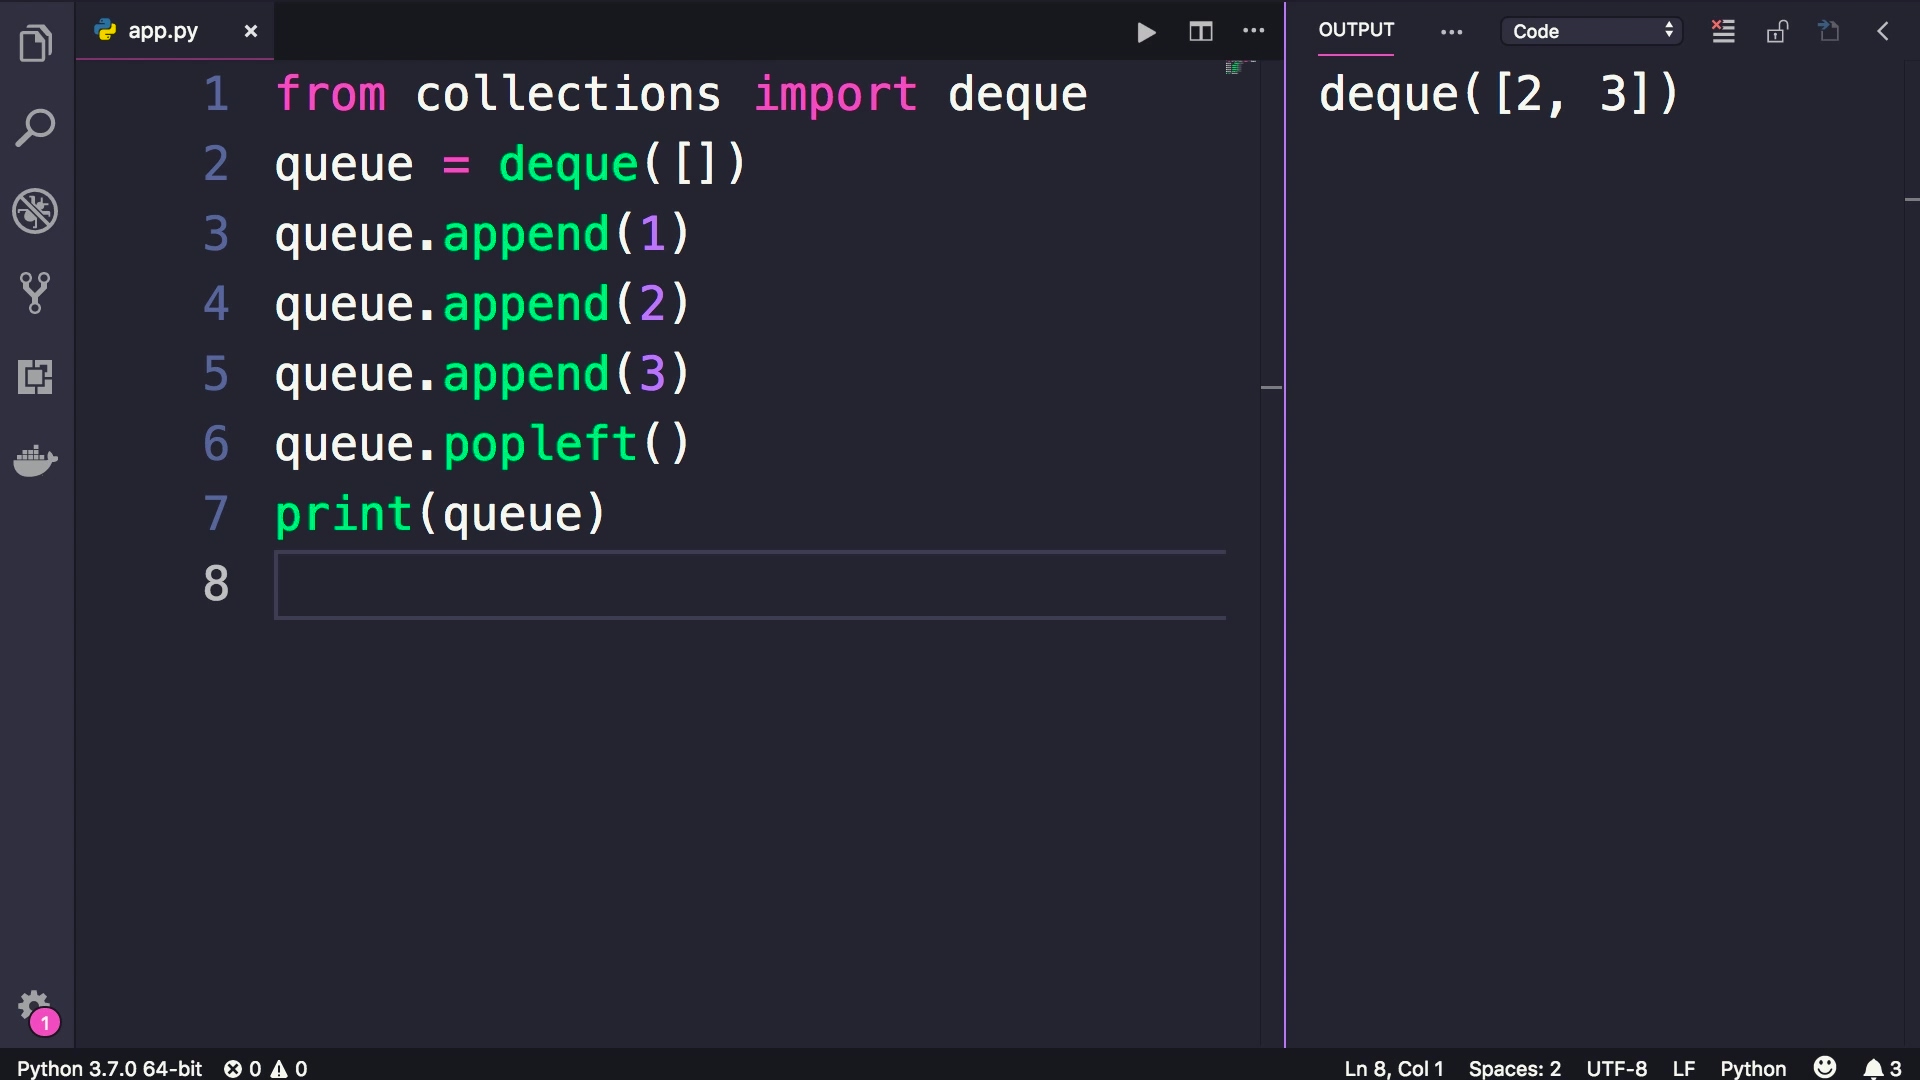 app.py
OUTPUT
Code
1 from collections import deque
2 queue = deque([])
3 queue.append(1)
4 queue.append(2)
5 queue.append(3)
6 queue.popleft()
7 print(queue)
8
deque([2, 3])
1
Python 3.7.0 64-bit 0 0 Ln 8, Col 1 Spaces: 2 UTF-8 LF Python 3